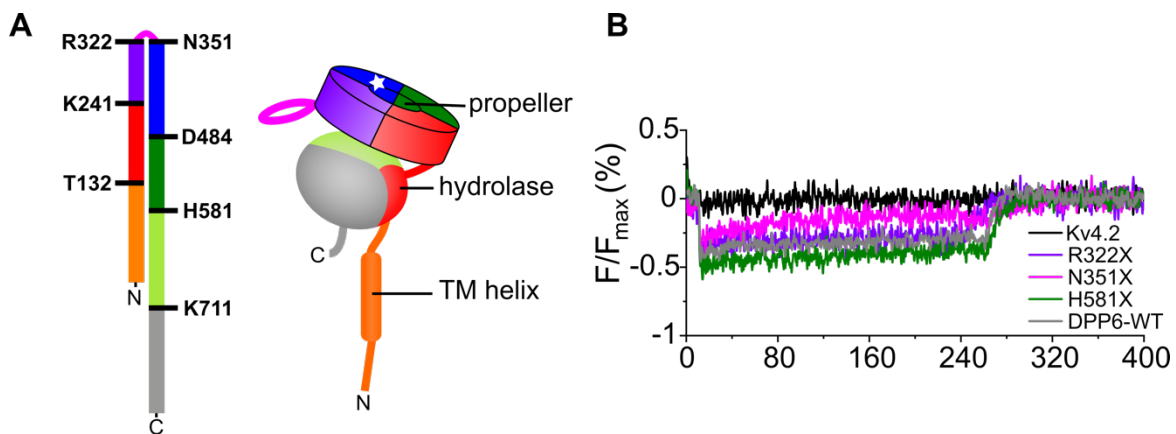 A
R322
N351
K241
D484
T132
H581
K711
N
C
propeller
hydrolase
TM helix
C
N
B
F/Fmax (%)
0.5
0
-0.5
-1
0 80 160 240 320 400
Kv4.2
R322X
N351X
H581X
DPP6-WT